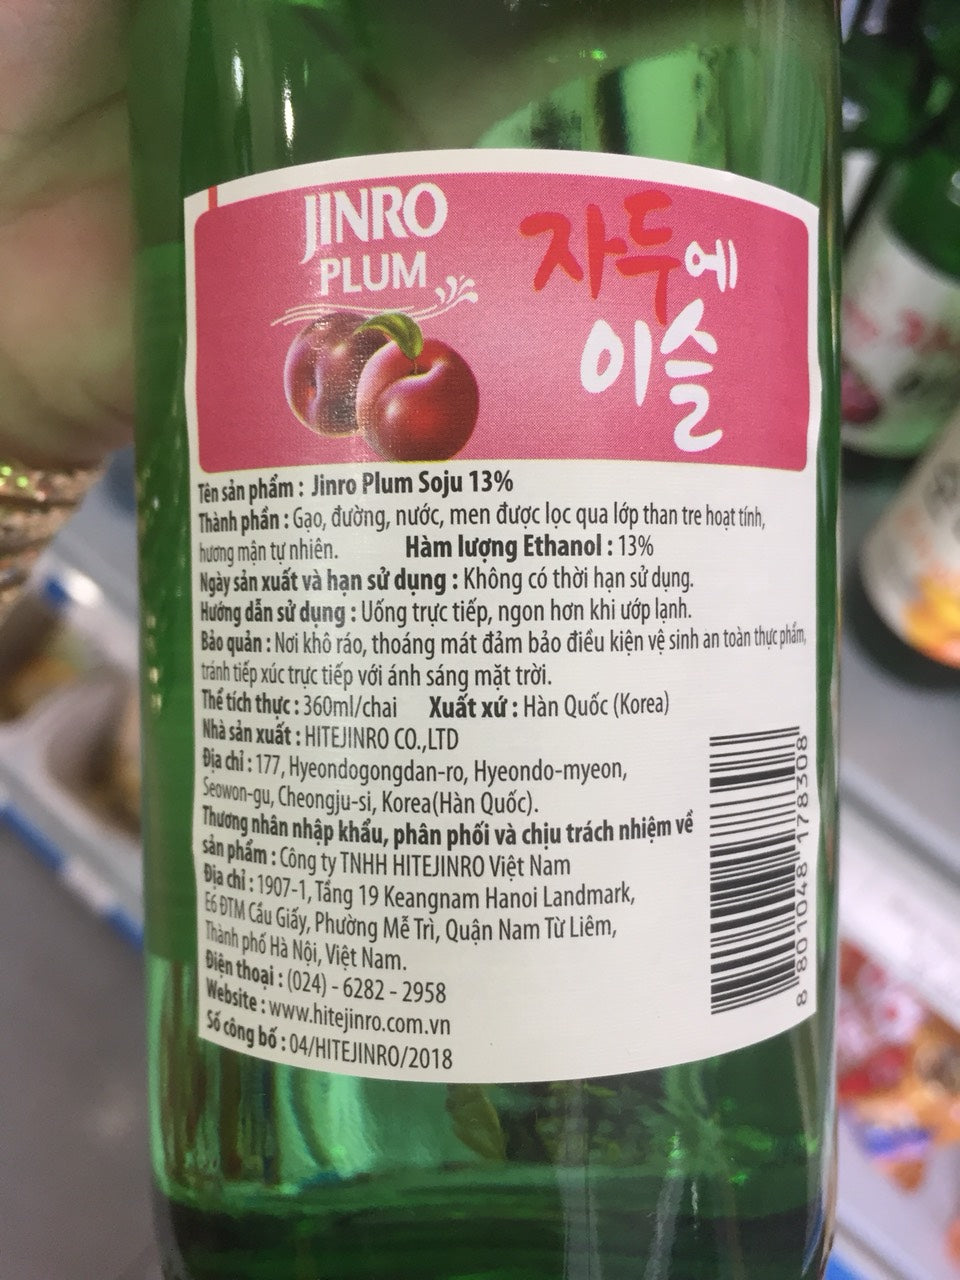 JINRO
PLUM
자두에
이슬
Tên sản phẩm : Jinro Plum Soju 13%
Thành phần : Gạo, đường, nước, men được lọc qua lớp than tre hoạt tính,
hương mận tự nhiên. Hàm lượng Ethanol : 13%
Ngày sản xuất và hạn sử dụng : Không có thời hạn sử dụng.
Hướng dẫn sử dụng : Uống trực tiếp, ngon hơn khi ướp lạnh.
Bảo quản : Nơi khô ráo, thoáng mát đảm bảo điều kiện vệ sinh an toàn thực phẩm,
tránh tiếp xúc trực tiếp với ánh sáng mặt trời.
Thể tích thực : 360ml/chai Xuất xứ : Hàn Quốc (Korea)
Nhà sản xuất : HITEJINRO CO.,LTD
Địa chỉ : 177, Hyeondogongdan-ro, Hyeondo-myeon,
Seowon-gu, Cheongju-si, Korea(Hàn Quốc).
Thương nhân nhập khẩu, phân phối và chịu trách nhiệm về
sản phẩm : Công ty TNHH HITEJINRO Việt Nam
Địa chỉ : 1907-1, Tầng 19 Keangnam Hanoi Landmark,
E6 ĐTM Cầu Giấy, Phường Mễ Trì, Quận Nam Từ Liêm,
Thành phố Hà Nội, Việt Nam.
Điện thoại : (024) - 6282 - 2958
Website : www.hitejinro.com.vn
Số công bố : 04/HITEJINRO/2018
8 801048 178308